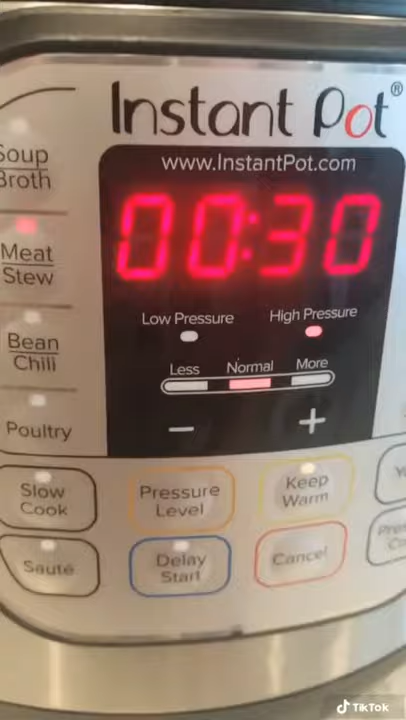 Instant Pot®
www.InstantPot.com
Soup
Broth
00:30
Meat
Stew
Low Pressure High Pressure
Less Normal More
Bean
Chili
− +
Poultry
Slow
Cook
Pressure
Level
Keep
Warm
Sauté
Delay
Start
Cancel
TikTok